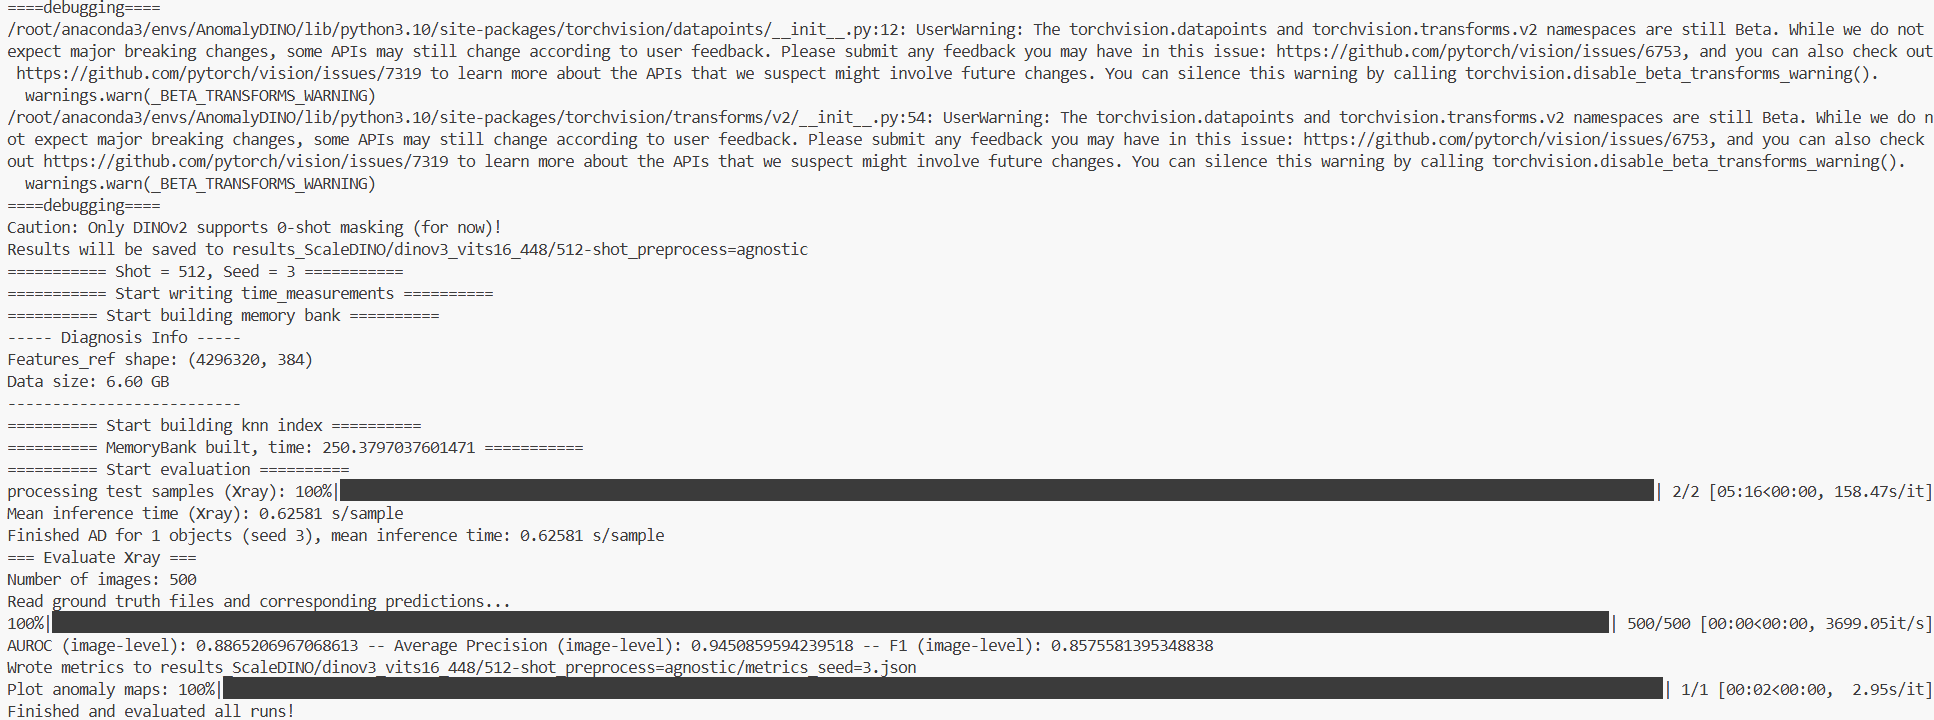 ====debugging====
/root/anaconda3/envs/AnomalyDINO/lib/python3.10/site-packages/torchvision/datapoints/__init__.py:12: UserWarning: The torchvision.datapoints and torchvision.transforms.v2 namespaces are still Beta. While we do not
expect major breaking changes, some APIs may still change according to user feedback. Please submit any feedback you may have in this issue: https://github.com/pytorch/vision/issues/6753, and you can also check out
 https://github.com/pytorch/vision/issues/7319 to learn more about the APIs that we suspect might involve future changes. You can silence this warning by calling torchvision.disable_beta_transforms_warning().
  warnings.warn(_BETA_TRANSFORMS_WARNING)
/root/anaconda3/envs/AnomalyDINO/lib/python3.10/site-packages/torchvision/transforms/v2/__init__.py:54: UserWarning: The torchvision.datapoints and torchvision.transforms.v2 namespaces are still Beta. While we do n
ot expect major breaking changes, some APIs may still change according to user feedback. Please submit any feedback you may have in this issue: https://github.com/pytorch/vision/issues/6753, and you can also check
out https://github.com/pytorch/vision/issues/7319 to learn more about the APIs that we suspect might involve future changes. You can silence this warning by calling torchvision.disable_beta_transforms_warning().
  warnings.warn(_BETA_TRANSFORMS_WARNING)
====debugging====
Caution: Only DINOv2 supports 0-shot masking (for now)!
Results will be saved to results_ScaleDINO/dinov3_vits16_448/512-shot_preprocess=agnostic
=========== Shot = 512, Seed = 3 ===========
=========== Start writing time_measurements ==========
========== Start building memory bank ==========
----- Diagnosis Info -----
Features_ref shape: (4296320, 384)
Data size: 6.60 GB
--------------------------
========== Start building knn index ==========
========== MemoryBank built, time: 250.3797037601471 ===========
========== Start evaluation ==========
processing test samples (Xray): 100%|| 2/2 [05:16<00:00, 158.47s/it]
Mean inference time (Xray): 0.62581 s/sample
Finished AD for 1 objects (seed 3), mean inference time: 0.62581 s/sample
=== Evaluate Xray ===
Number of images: 500
Read ground truth files and corresponding predictions...
100%|| 500/500 [00:00<00:00, 3699.05it/s]
AUROC (image-level): 0.8865206967068613 -- Average Precision (image-level): 0.9450859594239518 -- F1 (image-level): 0.8575581395348838
Wrote metrics to results_ScaleDINO/dinov3_vits16_448/512-shot_preprocess=agnostic/metrics_seed=3.json
Plot anomaly maps: 100%|| 1/1 [00:02<00:00,  2.95s/it]
Finished and evaluated all runs!